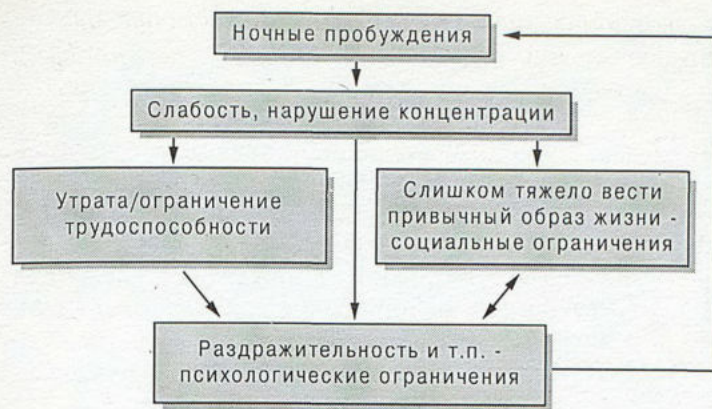 Ночные пробуждения
Слабость, нарушение концентрации
Утрата/ограничение
трудоспособности
Слишком тяжело вести
привычный образ жизни -
социальные ограничения
Раздражительность и т.п. -
психологические ограничения